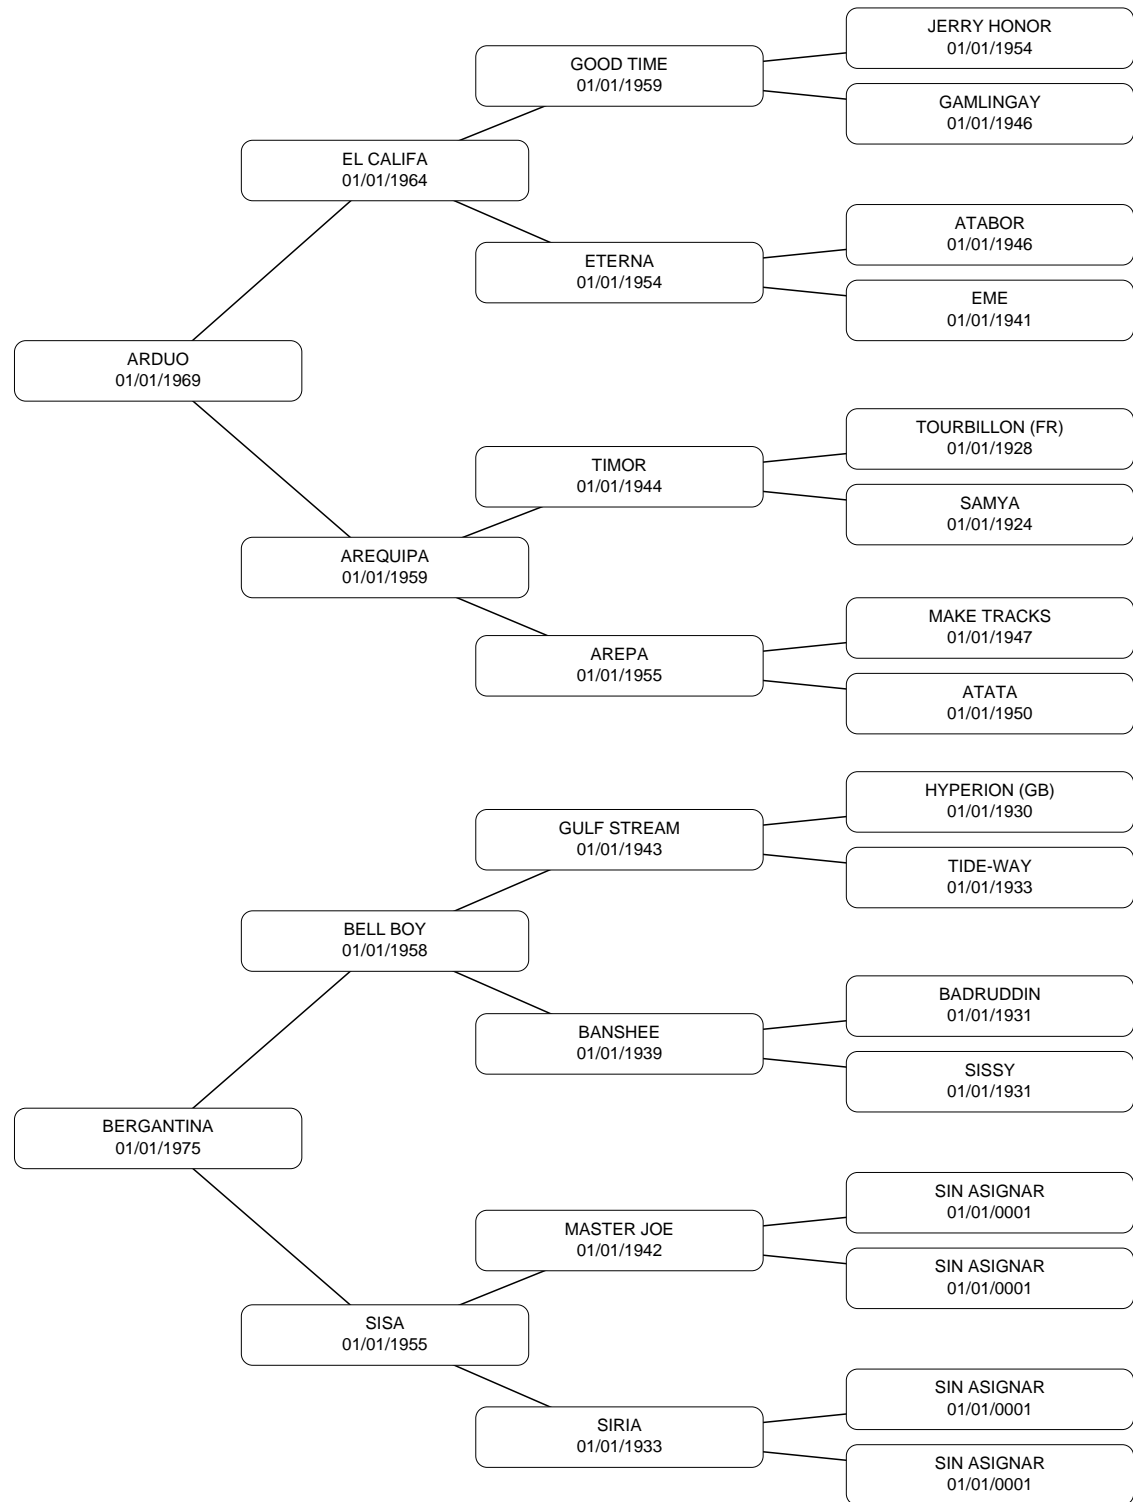 JERRY HONOR
01/01/1954
GOOD TIME
01/01/1959
GAMLINGAY
01/01/1946
EL CALIFA
01/01/1964
ATABOR
01/01/1946
ETERNA
01/01/1954
EME
01/01/1941
ARDUO
01/01/1969
TOURBILLON (FR)
01/01/1928
TIMOR
01/01/1944
SAMYA
01/01/1924
AREQUIPA
01/01/1959
MAKE TRACKS
01/01/1947
AREPA
01/01/1955
ATATA
01/01/1950
HYPERION (GB)
01/01/1930
GULF STREAM
01/01/1943
TIDE-WAY
01/01/1933
BELL BOY
01/01/1958
BADRUDDIN
01/01/1931
BANSHEE
01/01/1939
SISSY
01/01/1931
BERGANTINA
01/01/1975
SIN ASIGNAR
01/01/0001
MASTER JOE
01/01/1942
SIN ASIGNAR
01/01/0001
SISA
01/01/1955
SIN ASIGNAR
01/01/0001
SIRIA
01/01/1933
SIN ASIGNAR
01/01/0001